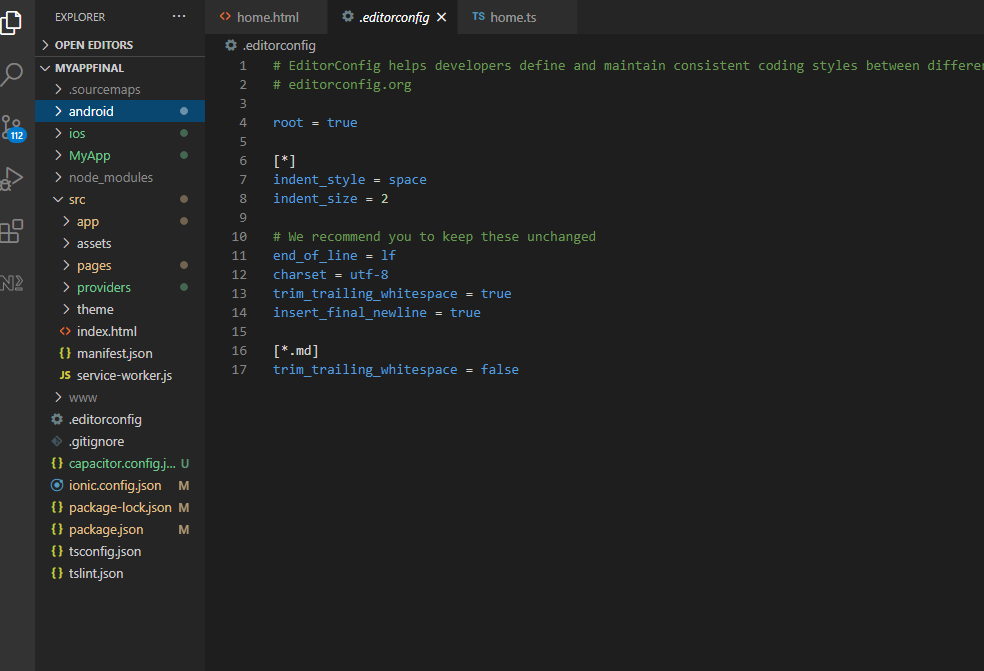 EXPLORER
···
OPEN EDITORS
MYAPPFINAL
.sourcemaps
android
ios
MyApp
node_modules
src
app
assets
pages
providers
theme
<> index.html
{} manifest.json
JS service-worker.js
www
.editorconfig
.gitignore
{} capacitor.config.j... U
ionic.config.json M
{} package-lock.json M
{} package.json M
{} tsconfig.json
{} tslint.json
112
<> home.html
.editorconfig
TS home.ts
.editorconfig
1 # EditorConfig helps developers define and maintain consistent coding styles between differe
2 # editorconfig.org
3
4 root = true
5
6 [*]
7 indent_style = space
8 indent_size = 2
9
10 # We recommend you to keep these unchanged
11 end_of_line = lf
12 charset = utf-8
13 trim_trailing_whitespace = true
14 insert_final_newline = true
15
16 [*.md]
17 trim_trailing_whitespace = false